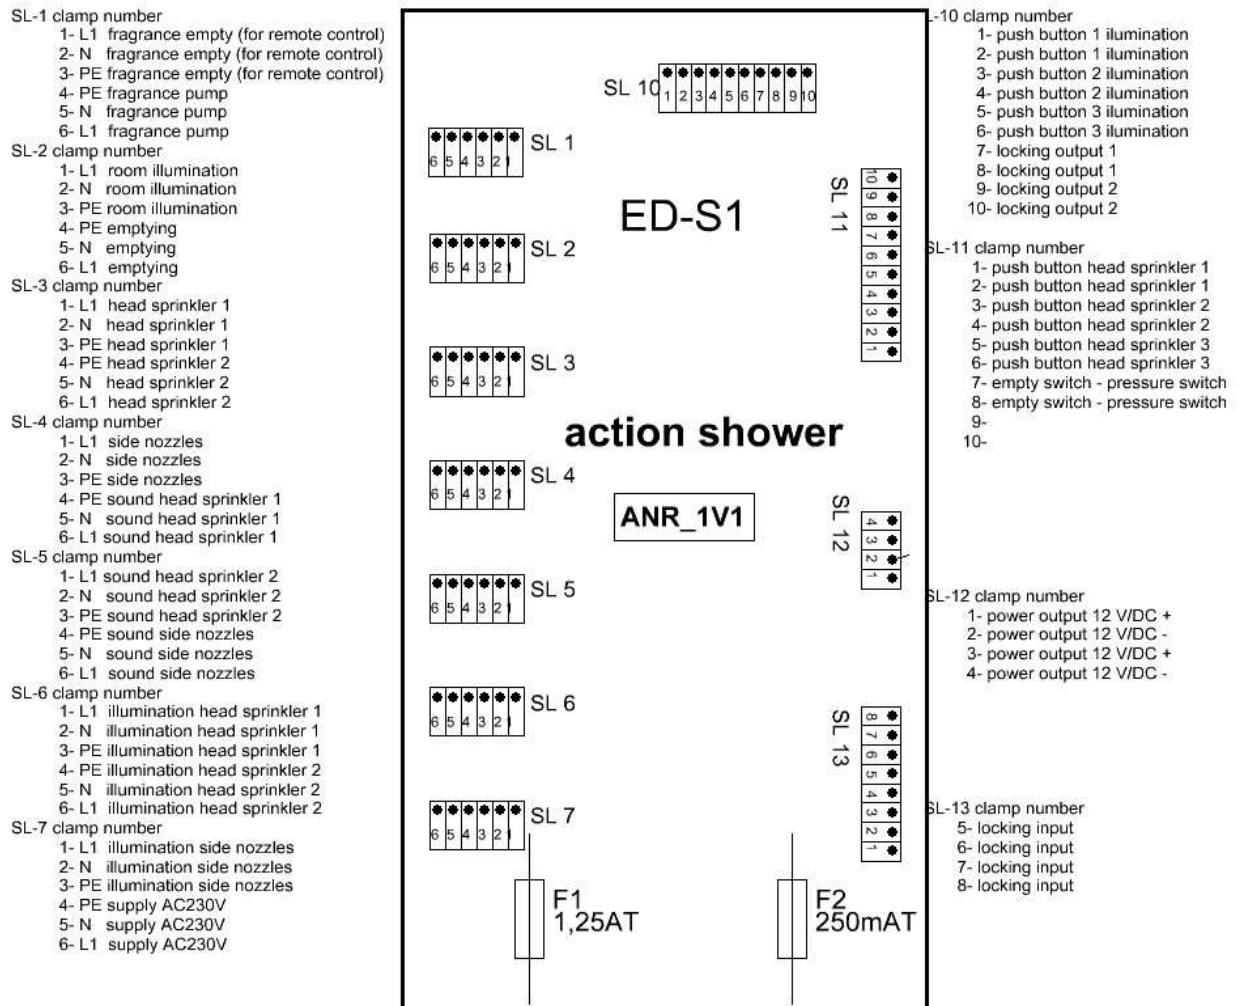 SL-1 clamp number
1- L1 fragrance empty (for remote control)
2- N fragrance empty (for remote control)
3- PE fragrance empty (for remote control)
4- PE fragrance pump
5- N fragrance pump
6- L1 fragrance pump
SL-2 clamp number
1- L1 room illumination
2- N room illumination
3- PE room illumination
4- PE emptying
5- N emptying
6- L1 emptying
SL-3 clamp number
1- L1 head sprinkler 1
2- N head sprinkler 1
3- PE head sprinkler 1
4- PE head sprinkler 2
5- N head sprinkler 2
6- L1 head sprinkler 2
SL-4 clamp number
1- L1 side nozzles
2- N side nozzles
3- PE side nozzles
4- PE sound head sprinkler 1
5- N sound head sprinkler 1
6- L1 sound head sprinkler 1
SL-5 clamp number
1- L1 sound head sprinkler 2
2- N sound head sprinkler 2
3- PE sound head sprinkler 2
4- PE sound side nozzles
5- N sound side nozzles
6- L1 sound side nozzles
SL-6 clamp number
1- L1 illumination head sprinkler 1
2- N illumination head sprinkler 1
3- PE illumination head sprinkler 1
4- PE illumination head sprinkler 2
5- N illumination head sprinkler 2
6- L1 illumination head sprinkler 2
SL-7 clamp number
1- L1 illumination side nozzles
2- N illumination side nozzles
3- PE illumination side nozzles
4- PE supply AC230V
5- N supply AC230V
6- L1 supply AC230V
SL 10
1 2 3 4 5 6 7 8 9 10
6 5 4 3 2 1 SL 1
ED-S1
6 5 4 3 2 1 SL 2
6 5 4 3 2 1 SL 3
action shower
6 5 4 3 2 1 SL 4
ANR_1V1
6 5 4 3 2 1 SL 5
6 5 4 3 2 1 SL 6
6 5 4 3 2 1 SL 7
F1
1,25AT
F2
250mAT
SL 11
10 9 8 7 6 5 4 3 2 1
SL 12
4 3 2 1
SL 13
8 7 6 5 4 3 2 1
L-10 clamp number
1- push button 1 ilumination
2- push button 1 ilumination
3- push button 2 ilumination
4- push button 2 ilumination
5- push button 3 ilumination
6- push button 3 ilumination
7- locking output 1
8- locking output 1
9- locking output 2
10- locking output 2
SL-11 clamp number
1- push button head sprinkler 1
2- push button head sprinkler 1
3- push button head sprinkler 2
4- push button head sprinkler 2
5- push button head sprinkler 3
6- push button head sprinkler 3
7- empty switch - pressure switch
8- empty switch - pressure switch
9-
10-
SL-12 clamp number
1- power output 12 V/DC +
2- power output 12 V/DC -
3- power output 12 V/DC +
4- power output 12 V/DC -
SL-13 clamp number
5- locking input
6- locking input
7- locking input
8- locking input